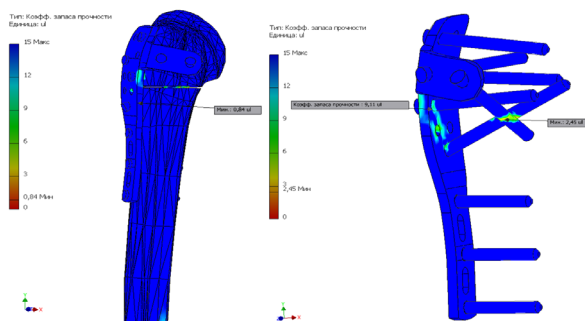 Тип: Коэфф. запаса прочности
Единица: ul
15 Макс
12
9
6
3
0,84 Мин
0
Мин.: 0,84 ul
Y
X
Тип: Коэфф. запаса прочности
Единица: ul
15 Макс
12
9
6
3
2,45 Мин
0
Коэфф. запаса прочности : 9,11 ul
Мин.: 2,45 ul
Y
X